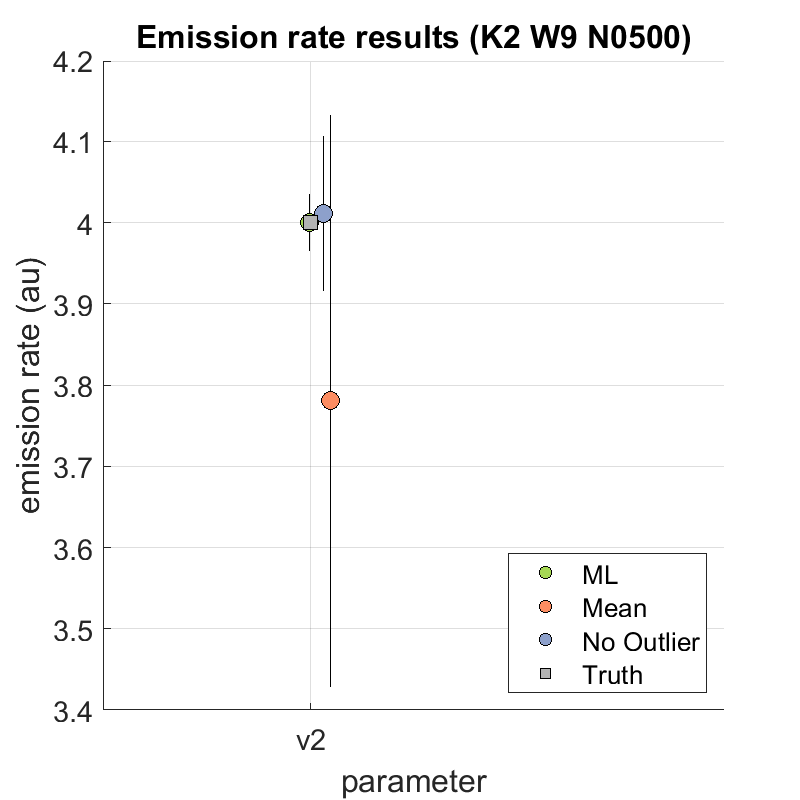 Emission rate results (K2 W9 N0500)
4.2
4.1
4
3.9
3.8
3.7
3.6
3.5
3.4
emission rate (au)
ML
Mean
No Outlier
Truth
v2
parameter